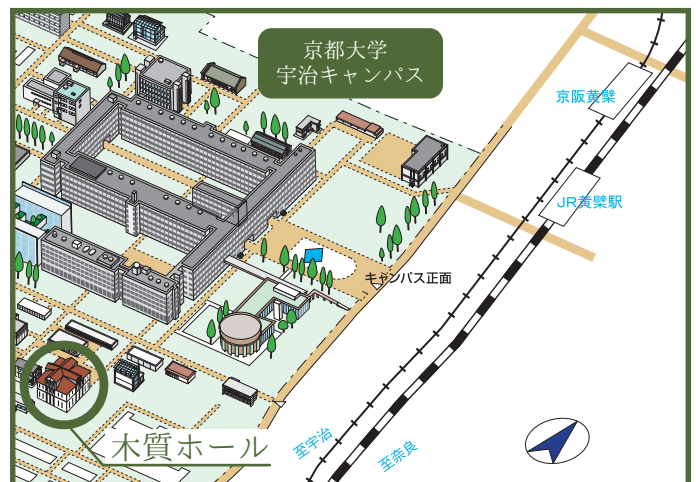 京都大学
宇治キャンパス
京阪黄檗
JR黄檗駅
キャンパス正面
木質ホール
至宇治
至奈良